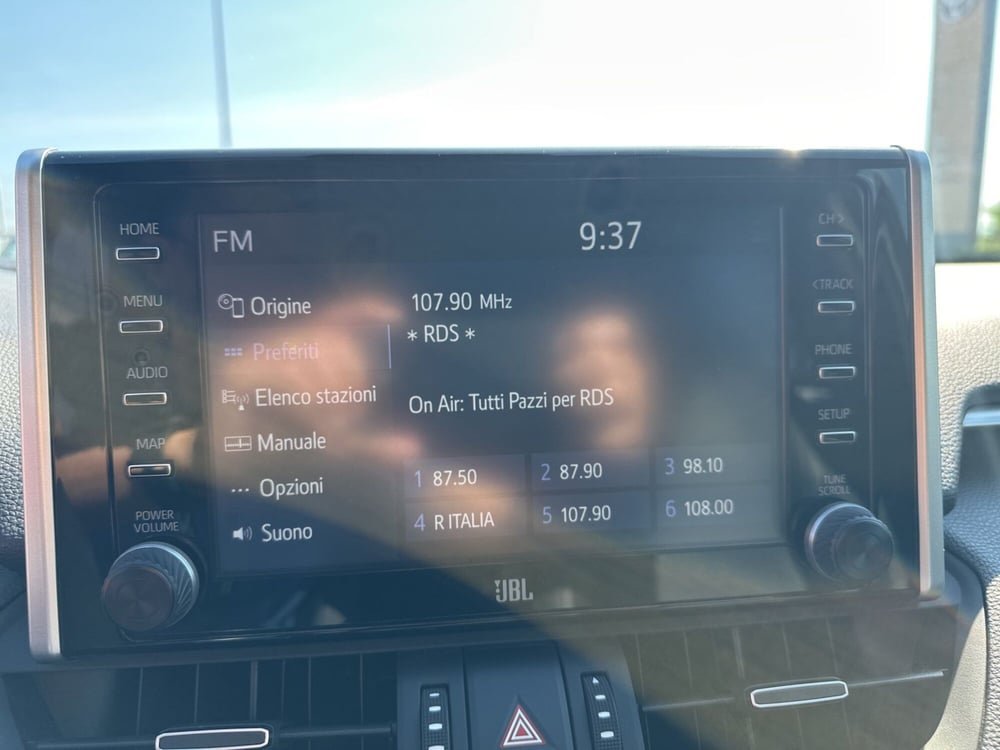 HOME
MENU
AUDIO
MAP
POWER
VOLUME
FM
9:37
Origine
Preferiti
Elenco stazioni
Manuale
Opzioni
Suono
107.90 MHz
* RDS *
On Air: Tutti Pazzi per RDS
1 87.50
2 87.90
3 98.10
4 R ITALIA
5 107.90
6 108.00
CH >
< TRACK
PHONE
SETUP
TUNE
SCROLL
JBL